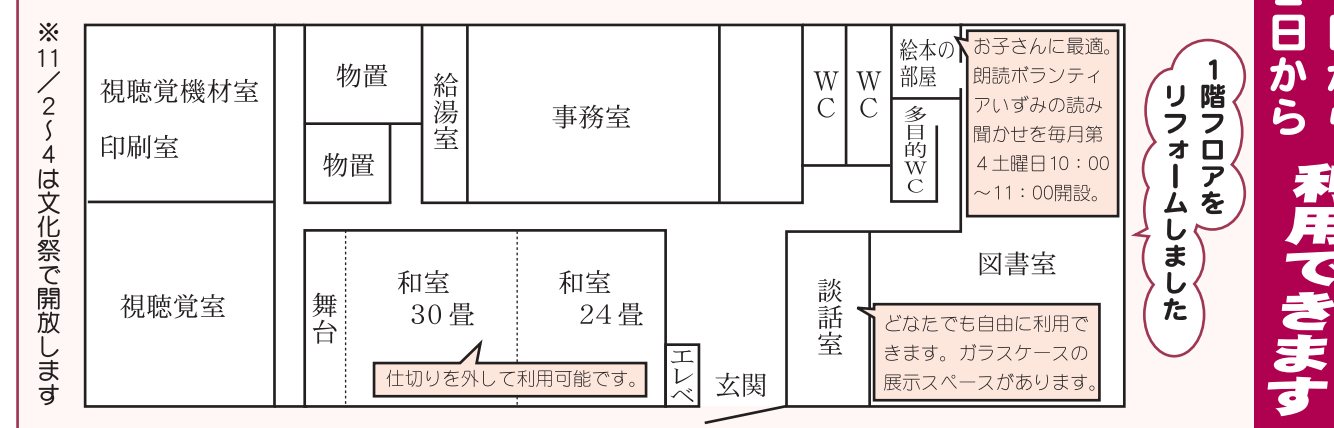 日から
日から
利用できます
1階フロアを
リフォームしました
お子さんに最適。
朗読ボランティ
アいずみの読み
聞かせを毎月第
4土曜日10：00
～11：00開設。
絵本の
部屋
多目的WC
WC
WC
事務室
給湯室
物置
物置
視聴覚機材室
印刷室
視聴覚室
舞台
和室
30畳
和室
24畳
仕切りを外して利用可能です。
エレベ
玄関
談話室
図書室
どなたでも自由に利用で
きます。ガラスケースの
展示スペースがあります。
※11／2～4は文化祭で開放します